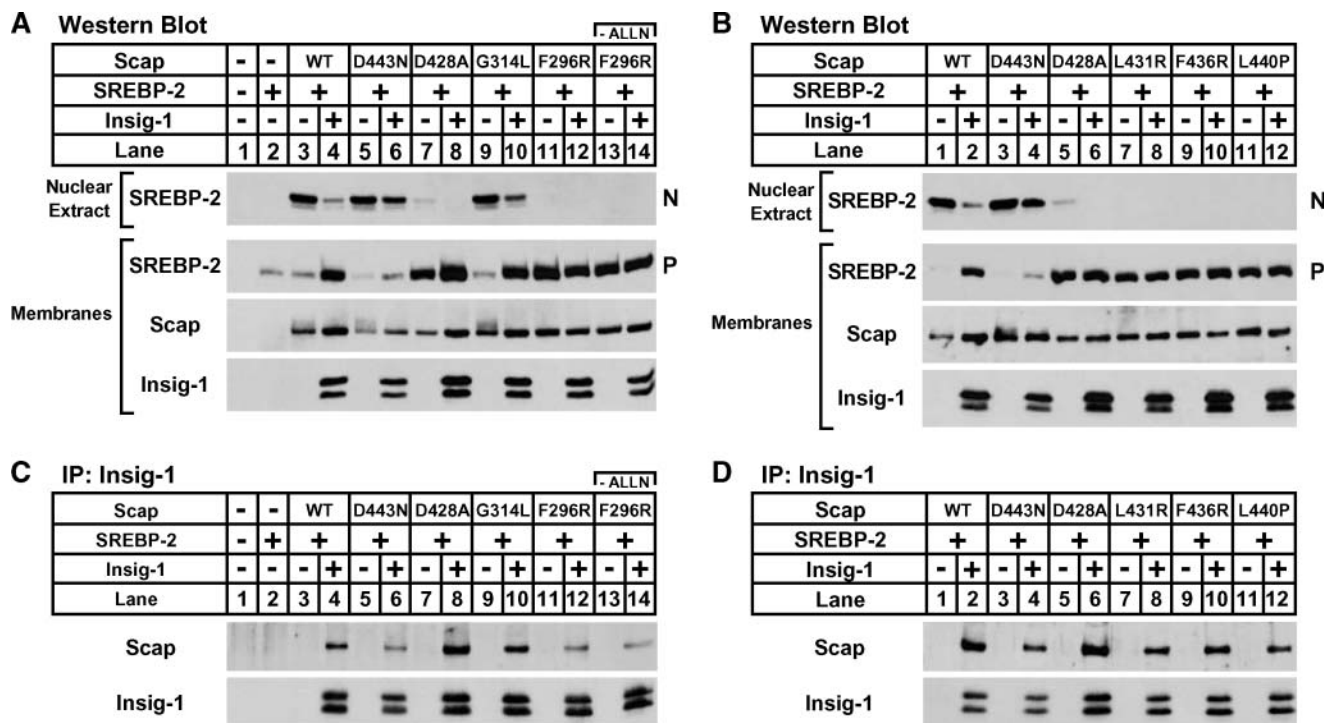 A Western Blot
- ALLN
Scap - - WT D443N D428A G314L F296R F296R
SREBP-2 - + + + + + + +
Insig-1 - - - + - + - + - + - + - +
Lane 1 2 3 4 5 6 7 8 9 10 11 12 13 14
Nuclear Extract SREBP-2 N
Membranes
SREBP-2 P
Scap
Insig-1
B Western Blot
Scap WT D443N D428A L431R F436R L440P
SREBP-2 + + + + + +
Insig-1 - + - + - + - + - + - +
Lane 1 2 3 4 5 6 7 8 9 10 11 12
Nuclear Extract SREBP-2 N
Membranes
SREBP-2 P
Scap
Insig-1
C IP: Insig-1
- ALLN
Scap - - WT D443N D428A G314L F296R F296R
SREBP-2 - + + + + + + +
Insig-1 - - - + - + - + - + - + - +
Lane 1 2 3 4 5 6 7 8 9 10 11 12 13 14
Scap
Insig-1
D IP: Insig-1
Scap WT D443N D428A L431R F436R L440P
SREBP-2 + + + + + +
Insig-1 - + - + - + - + - + - +
Lane 1 2 3 4 5 6 7 8 9 10 11 12
Scap
Insig-1